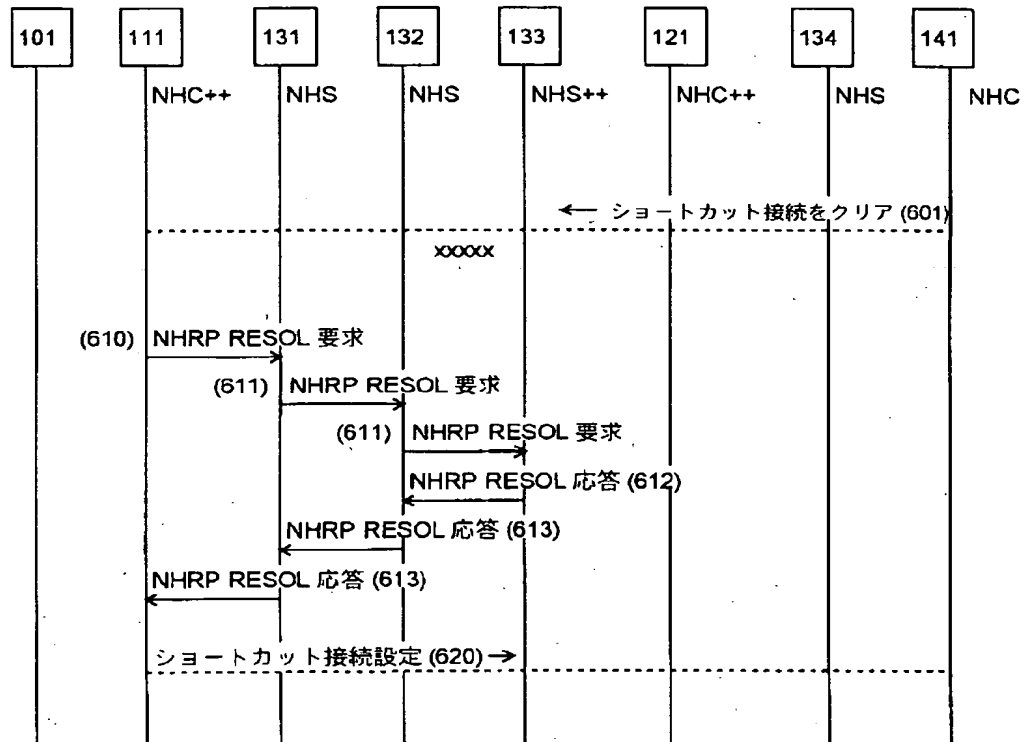 101 111 131 132 133 121 134 141
NHC++ NHS NHS NHS++ NHC++ NHS NHC
← ショートカット接続をクリア (601)
xxxxx
(610) NHRP RESOL 要求
(611) NHRP RESOL 要求
(611) NHRP RESOL 要求
NHRP RESOL 応答 (612)
NHRP RESOL 応答 (613)
NHRP RESOL 応答 (613)
ショートカット接続設定 (620) →